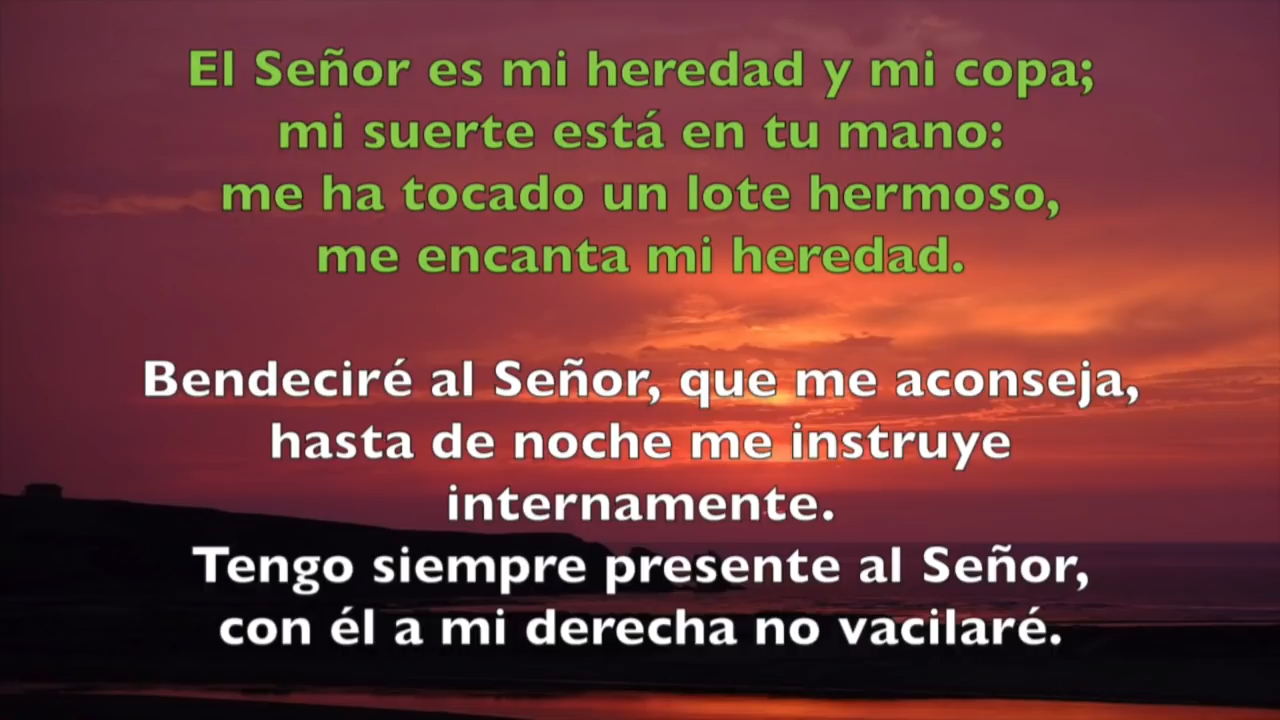 El Señor es mi heredad y mi copa;
mi suerte está en tu mano:
me ha tocado un lote hermoso,
me encanta mi heredad.
Bendeciré al Señor, que me aconseja,
hasta de noche me instruye
internamente.
Tengo siempre presente al Señor,
con él a mi derecha no vacilaré.